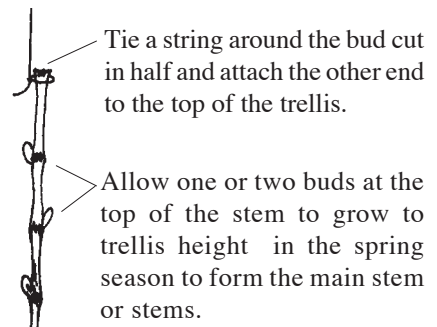 Tie a string around the bud cut
in half and attach the other end
to the top of the trellis.
Allow one or two buds at the
top of the stem to grow to
trellis height in the spring
season to form the main stem
or stems.